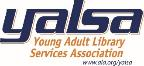 yalsa
Young Adult Library
Services Association
www.ala.org/yalsa